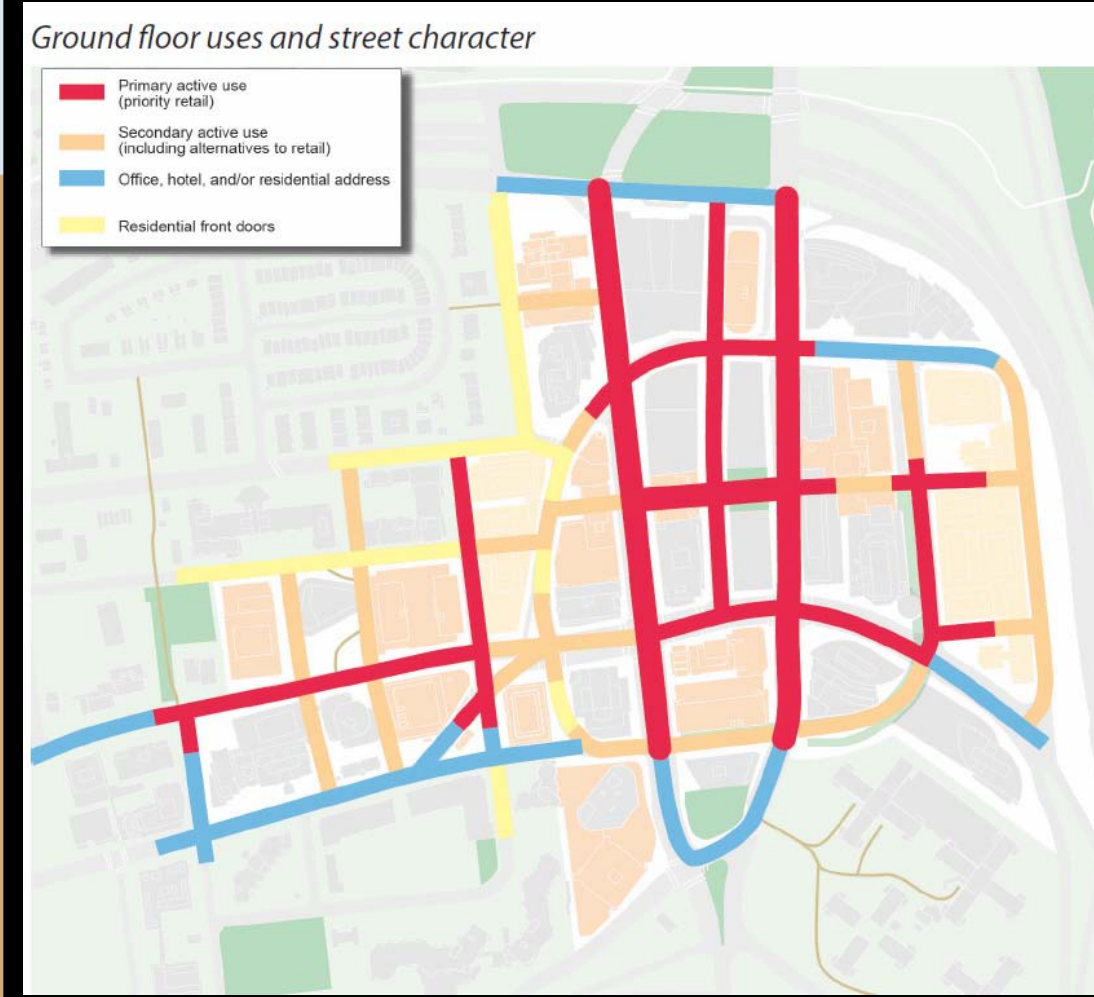 Ground floor uses and street character
Primary active use
(priority retail)
Secondary active use
(including alternatives to retail)
Office, hotel, and/or residential address
Residential front doors